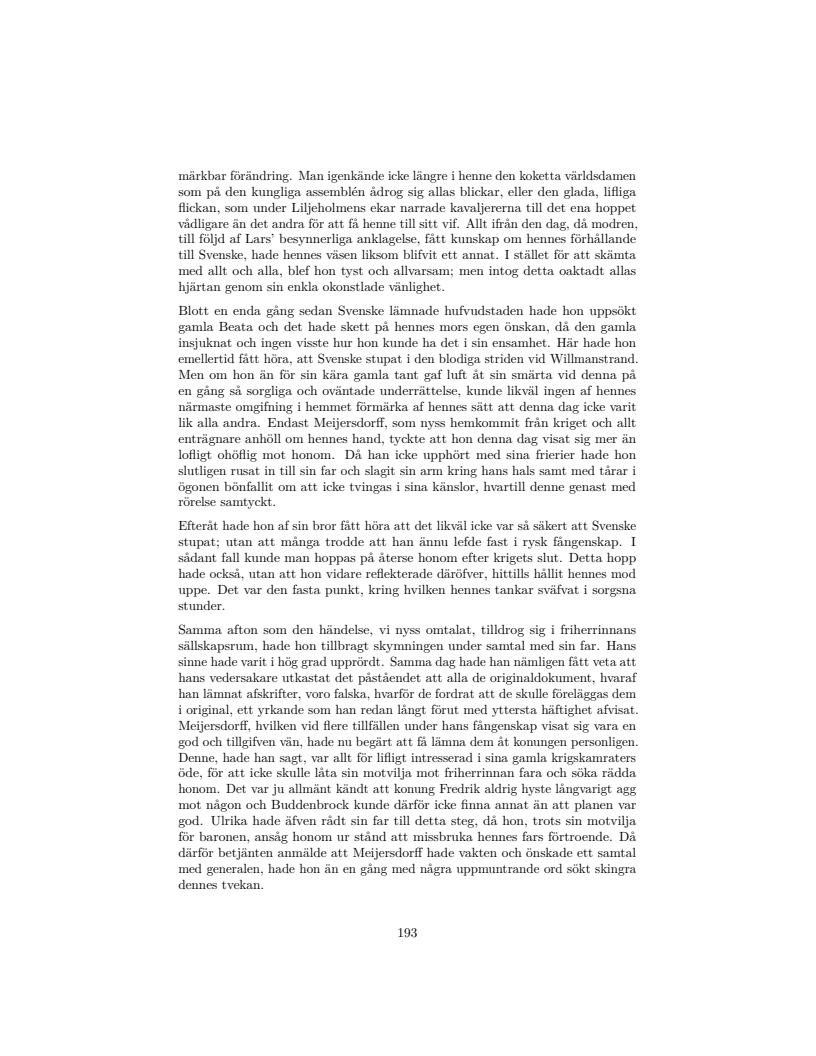 märkbar förändring. Man igenkände icke längre i henne den koketta världsdamen
som på den kungliga assemblén ådrog sig allas blickar, eller den glada, lifliga
flickan, som under Liljeholmens ekar narrade kavaljererna till det ena hoppet
vådligare än det andra för att få henne till sitt vif. Allt ifrån den dag, då modren,
till följd af Lars’ besynnerliga anklagelse, fått kunskap om hennes förhållande
till Svenske, hade hennes väsen liksom blifvit ett annat. I stället för att skämta
med allt och alla, blef hon tyst och allvarsam; men intog detta oaktadt allas
hjärtan genom sin enkla okonstlade vänlighet.
Blott en enda gång sedan Svenske lämnade hufvudstaden hade hon uppsökt
gamla Beata och det hade skett på hennes mors egen önskan, då den gamla
insjuknat och ingen visste hur hon kunde ha det i sin ensamhet. Här hade hon
emellertid fått höra, att Svenske stupat i den blodiga striden vid Willmanstrand.
Men om hon än för sin kära gamla tant gaf luft åt sin smärta vid denna på
en gång så sorgliga och oväntade underrättelse, kunde likväl ingen af hennes
närmaste omgifning i hemmet förmärka af hennes sätt att denna dag icke varit
lik alla andra. Endast Meijersdorff, som nyss hemkommit från kriget och allt
enträgnare anhöll om hennes hand, tyckte att hon denna dag visat sig mer än
lofligt ohöflig mot honom. Då han icke upphört med sina frierier hade hon
slutligen rusat in till sin far och slagit sin arm kring hans hals samt med tårar i
ögonen bönfallit om att icke tvingas i sina känslor, hvartill denne genast med
rörelse samtyckt.
Efteråt hade hon af sin bror fått höra att det likväl icke var så säkert att Svenske
stupat; utan att många trodde att han ännu lefde fast i rysk fångenskap. I
sådant fall kunde man hoppas på återse honom efter krigets slut. Detta hopp
hade också, utan att hon vidare reflekterade däröfver, hittills hållit hennes mod
uppe. Det var den fasta punkt, kring hvilken hennes tankar sväfvat i sorgsna
stunder.
Samma afton som den händelse, vi nyss omtalat, tilldrog sig i friherrinnans
sällskapsrum, hade hon tillbragt skymningen under samtal med sin far. Hans
sinne hade varit i hög grad upprördt. Samma dag hade han nämligen fått veta att
hans vedersakare utkastat det påståendet att alla de originaldokument, hvaraf
han lämnat afskrifter, voro falska, hvarför de fordrat att de skulle föreläggas dem
i original, ett yrkande som han redan långt förut med yttersta häftighet afvisat.
Meijersdorff, hvilken vid flere tillfällen under hans fångenskap visat sig vara en
god och tillgifven vän, hade nu begärt att få lämna dem åt konungen personligen.
Denne, hade han sagt, var allt för lifligt intresserad i sina gamla krigskamraters
öde, för att icke skulle låta sin motvilja mot friherrinnan fara och söka rädda
honom. Det var ju allmänt kändt att konung Fredrik aldrig hyste långvarigt agg
mot någon och Buddenbrock kunde därför icke finna annat än att planen var
god. Ulrika hade äfven rådt sin far till detta steg, då hon, trots sin motvilja
för baronen, ansåg honom ur stånd att missbruka hennes fars förtroende. Då
därför betjänten anmälde att Meijersdorff hade vakten och önskade ett samtal
med generalen, hade hon än en gång med några uppmuntrande ord sökt skingra
dennes tvekan.
193